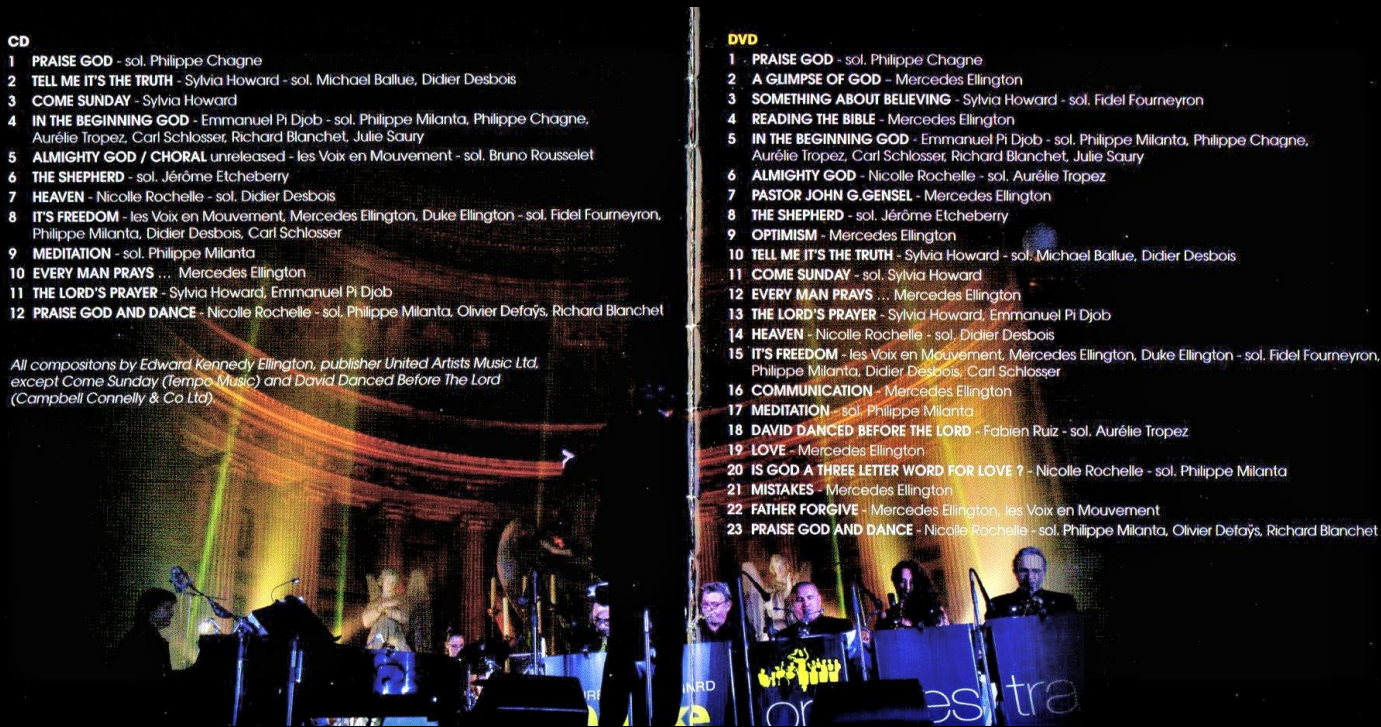 CD
1 PRAISE GOD - sol. Philippe Chagne
2 TELL ME IT'S THE TRUTH - Sylvia Howard - sol. Michael Ballue, Didier Desbois
3 COME SUNDAY - Sylvia Howard
4 IN THE BEGINNING GOD - Emmanuel Pi Djob - sol. Philippe Milanta, Philippe Chagne,
Aurélie Tropez, Carl Schlosser, Richard Blanchet, Julie Saury
5 ALMIGHTY GOD / CHORAL unreleased - les Voix en Mouvement - sol. Bruno Rousselet
6 THE SHEPHERD - sol. Jérôme Etcheberry
7 HEAVEN - Nicolle Rochelle - sol. Didier Desbois
8 IT'S FREEDOM - les Voix en Mouvement, Mercedes Ellington, Duke Ellington - sol. Fidel Fourneyron,
Philippe Milanta, Didier Desbois, Carl Schlosser
9 MEDITATION - sol. Philippe Milanta
10 EVERY MAN PRAYS ... Mercedes Ellington
11 THE LORD'S PRAYER - Sylvia Howard, Emmanuel Pi Djob
12 PRAISE GOD AND DANCE - Nicolle Rochelle - sol. Philippe Milanta, Olivier Defaÿs, Richard Blanchet
All compositons by Edward Kennedy Ellington, publisher United Artists Music Ltd,
except Come Sunday (Tempo Music) and David Danced Before The Lord
(Campbell Connelly & Co Ltd).
DVD
1 PRAISE GOD - sol. Philippe Chagne
2 A GLIMPSE OF GOD - Mercedes Ellington
3 SOMETHING ABOUT BELIEVING - Sylvia Howard - sol. Fidel Fourneyron
4 READING THE BIBLE - Mercedes Ellington
5 IN THE BEGINNING GOD - Emmanuel Pi Djob - sol. Philippe Milanta, Philippe Chagne,
Aurélie Tropez, Carl Schlosser, Richard Blanchet, Julie Saury
6 ALMIGHTY GOD - Nicolle Rochelle - sol. Aurélie Tropez
7 PASTOR JOHN G.GENSEL - Mercedes Ellington
8 THE SHEPHERD - sol. Jérôme Etcheberry
9 OPTIMISM - Mercedes Ellington
10 TELL ME IT'S THE TRUTH - Sylvia Howard - sol. Michael Ballue, Didier Desbois
11 COME SUNDAY - sol. Sylvia Howard
12 EVERY MAN PRAYS ... Mercedes Ellington
13 THE LORD'S PRAYER - Sylvia Howard, Emmanuel Pi Djob
14 HEAVEN - Nicolle Rochelle - sol. Didier Desbois
15 IT'S FREEDOM - les Voix en Mouvement, Mercedes Ellington, Duke Ellington - sol. Fidel Fourneyron,
Philippe Milanta, Didier Desbois, Carl Schlosser
16 COMMUNICATION - Mercedes Ellington
17 MEDITATION - sol. Philippe Milanta
18 DAVID DANCED BEFORE THE LORD - Fabien Ruiz - sol. Aurélie Tropez
19 LOVE - Mercedes Ellington
20 IS GOD A THREE LETTER WORD FOR LOVE ? - Nicolle Rochelle - sol. Philippe Milanta
21 MISTAKES - Mercedes Ellington
22 FATHER FORGIVE - Mercedes Ellington, les Voix en Mouvement
23 PRAISE GOD AND DANCE - Nicolle Rochelle - sol. Philippe Milanta, Olivier Defaÿs, Richard Blanchet